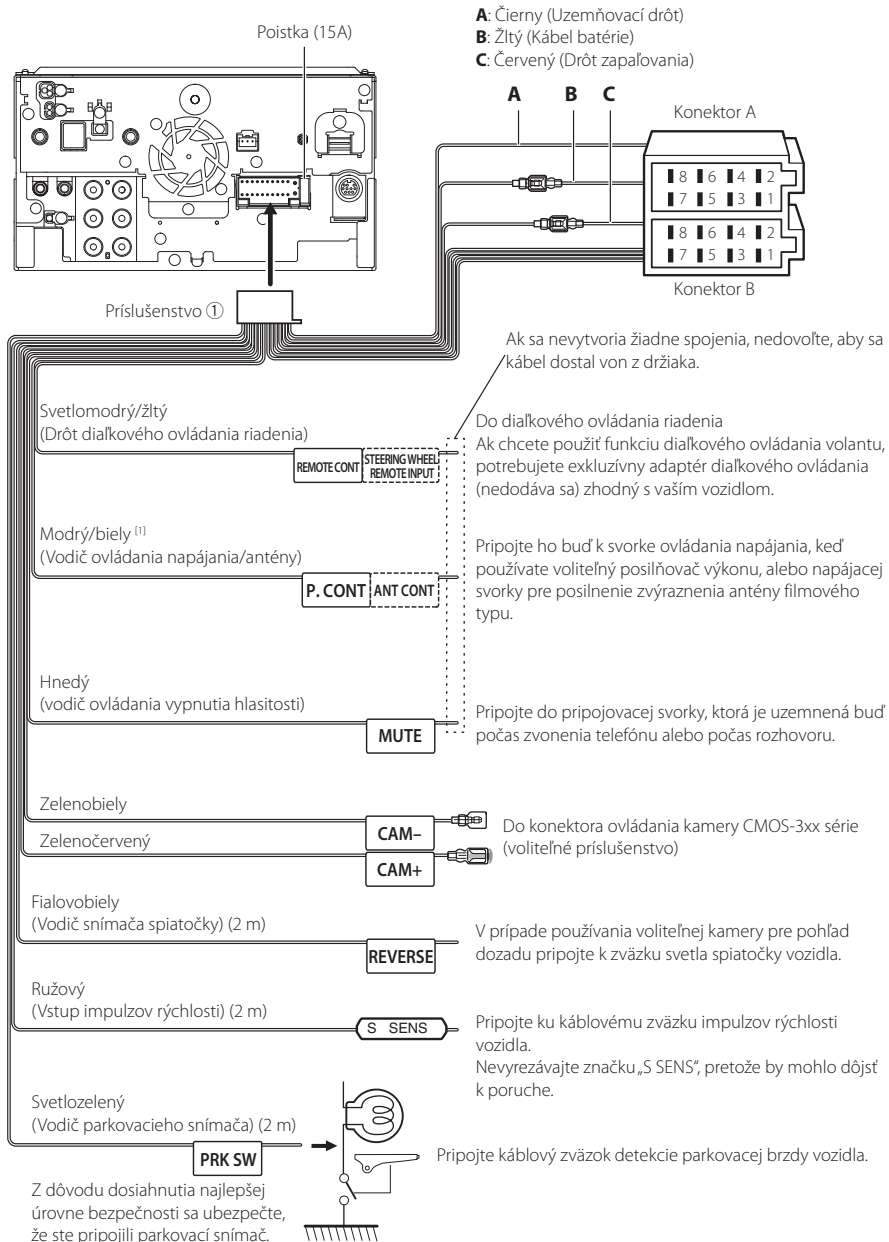 Poistka (15A)
A: Čierny (Uzemňovací drôt)
B: Žltý (Kábel batérie)
C: Červený (Drôt zapaľovania)
A B C
Konektor A
8 6 4 2
7 5 3 1
8 6 4 2
7 5 3 1
Konektor B
Príslušenstvo ①
Ak sa nevytvoria žiadne spojenia, nedovoľte, aby sa
kábel dostal von z držiaka.
Svetlomodrý/žltý
(Drôt diaľkového ovládania riadenia)
REMOTE CONT
STEERING WHEEL
REMOTE INPUT
Do diaľkového ovládania riadenia
Ak chcete použiť funkciu diaľkového ovládania volantu,
potrebujete exkluzívny adaptér diaľkového ovládania
(nedodáva sa) zhodný s vaším vozidlom.
Modrý/biely [1]
(Vodič ovládania napájania/antény)
P. CONT
ANT CONT
Pripojte ho buď k svorke ovládania napájania, keď
používate voliteľný posilňovač výkonu, alebo napájacej
svorky pre posilnenie zvýraznenia antény filmového
typu.
Hnedý
(vodič ovládania vypnutia hlasitosti)
MUTE
Pripojte do pripojovacej svorky, ktorá je uzemnená buď
počas zvonenia telefónu alebo počas rozhovoru.
Zelenobiely
CAM–
Zelenočervený
CAM+
Do konektora ovládania kamery CMOS-3xx série
(voliteľné príslušenstvo)
Fialovobiely
(Vodič snímača spiatočky) (2 m)
REVERSE
V prípade používania voliteľnej kamery pre pohľad
dozadu pripojte k zväzku svetla spiatočky vozidla.
Ružový
(Vstup impulzov rýchlosti) (2 m)
S SENS
Pripojte ku káblovému zväzku impulzov rýchlosti
vozidla.
Nevyrezávajte značku „S SENS“, pretože by mohlo dôjsť
k poruche.
Svetlozelený
(Vodič parkovacieho snímača) (2 m)
PRK SW
Pripojte káblový zväzok detekcie parkovacej brzdy vozidla.
Z dôvodu dosiahnutia najlepšej
úrovne bezpečnosti sa ubezpečte,
že ste pripojili parkovací snímač.